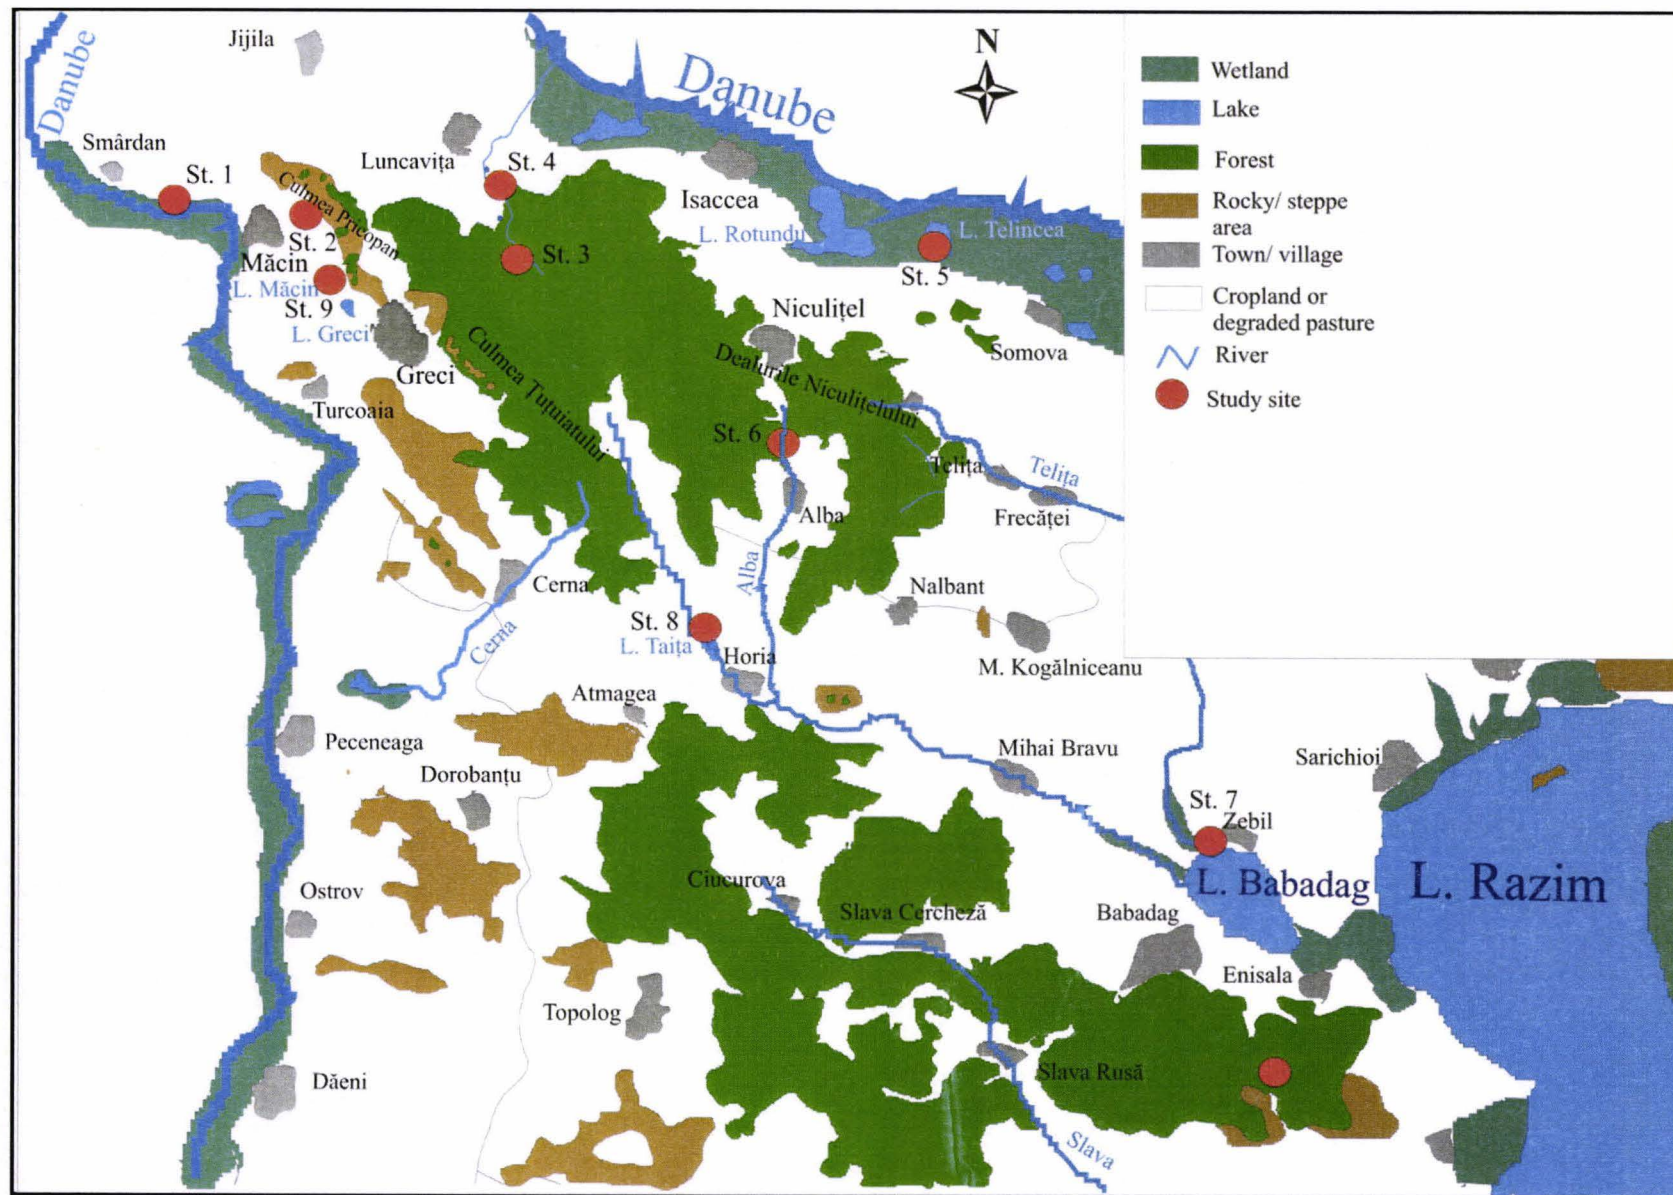 Jijila
Danube
Smârdan
St. 1
Luncavița
St. 4
Danube
N
Culmea Pricopan
St. 2
Măcin
L. Măcin
St. 9
L. Greci
Greci
St. 3
Isaccea
L. Rotundu
L. Telincea
St. 5
Niculițel
Somova
Turcoaia
Culmea Țuțuiatului
Dealurile Niculițelului
St. 6
Telița
Telița
Frecăței
Alba
Alba
Nalbant
M. Kogălniceanu
Cerna
Cerna
St. 8
L. Taița
Horia
Atmagea
Peceneaga
Dorobanțu
Mihai Bravu
Sarichioi
St. 7
Zebil
L. Babadag
L. Razim
Ostrov
Ciucurova
Slava Cercheză
Babadag
Enisala
Topolog
Dăeni
Slava Rusă
Slava
Wetland
Lake
Forest
Rocky/ steppe
area
Town/ village
Cropland or
degraded pasture
River
Study site